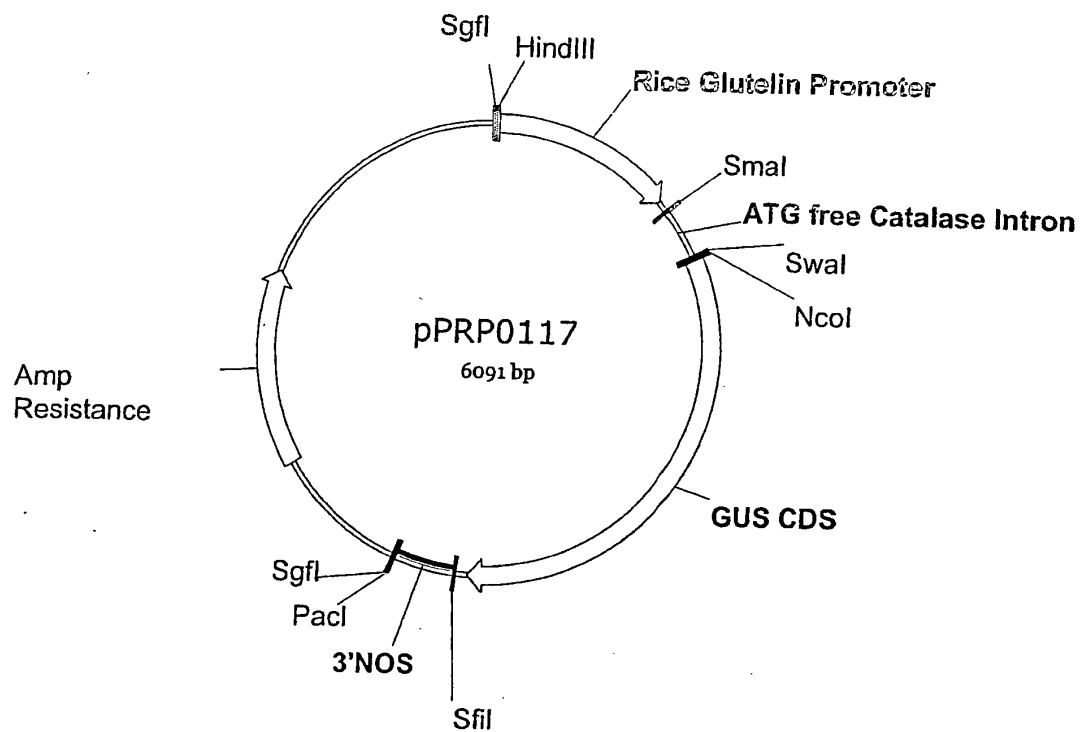 SgfI
HindIII
Rice Glutelin Promoter
SmaI
ATG free Catalase Intron
SwaI
NcoI
pPRP0117
6091 bp
Amp
Resistance
GUS CDS
SgfI
PacI
3'NOS
SfiI